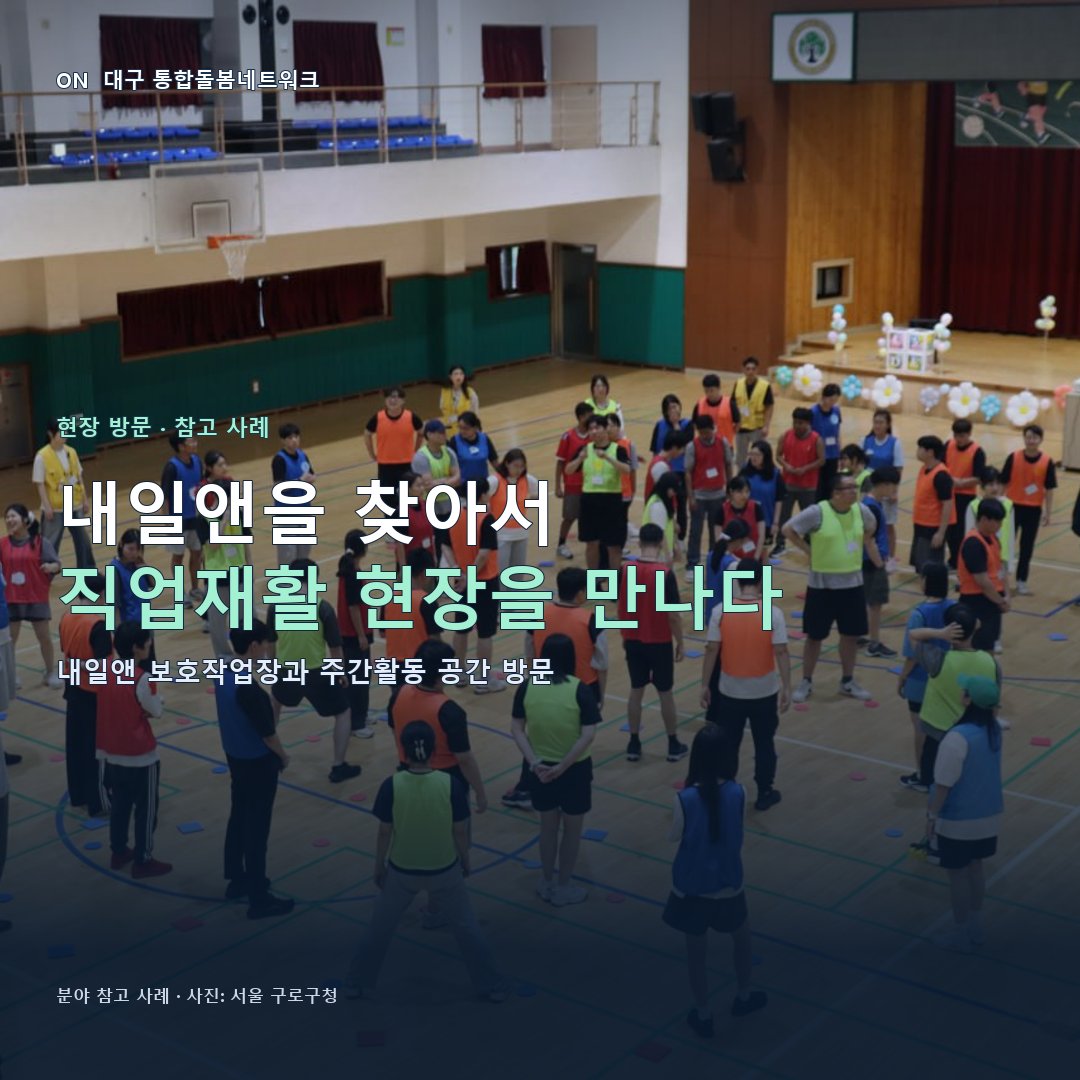 ON 대구 통합돌봄네트워크
현장 방문 · 참고 사례
내일앤을 찾아서
직업재활 현장을 만나다
내일앤 보호작업장과 주간활동 공간 방문
분야 참고 사례 · 사진: 서울 구로구청